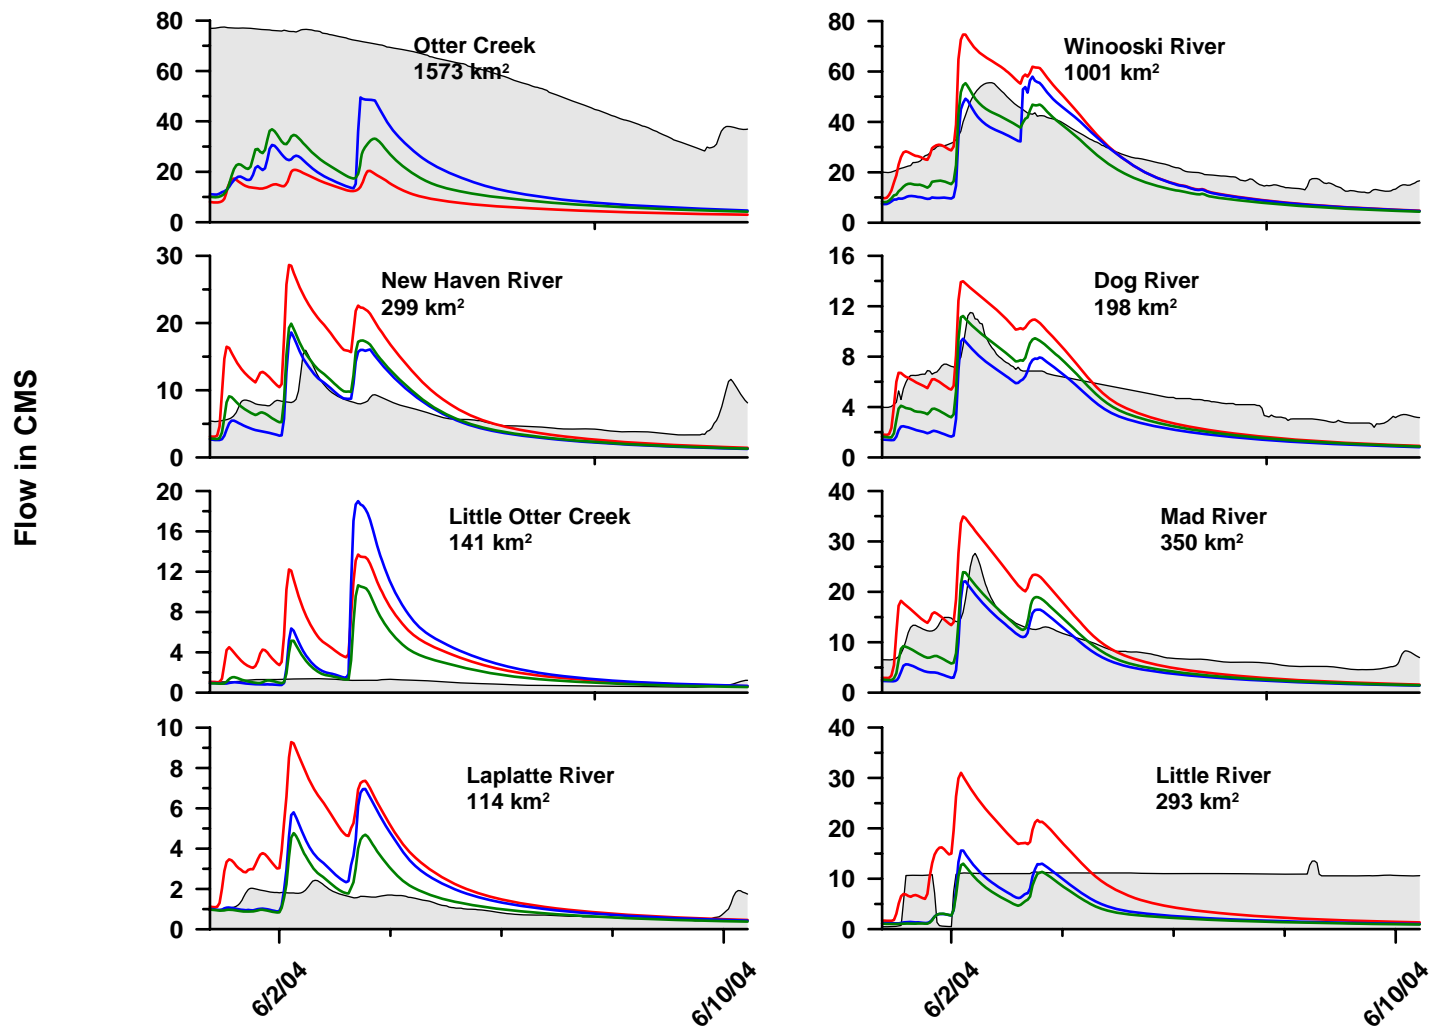 Flow in CMS
80
60
40
20
0
Otter Creek
1573 km²
80
60
40
20
0
Winooski River
1001 km²
30
20
10
0
New Haven River
299 km²
16
12
8
4
0
Dog River
198 km²
20
16
12
8
4
0
Little Otter Creek
141 km²
40
30
20
10
0
Mad River
350 km²
10
8
6
4
2
0
Laplatte River
114 km²
6/2/04
6/10/04
40
30
20
10
0
Little River
293 km²
6/2/04
6/10/04